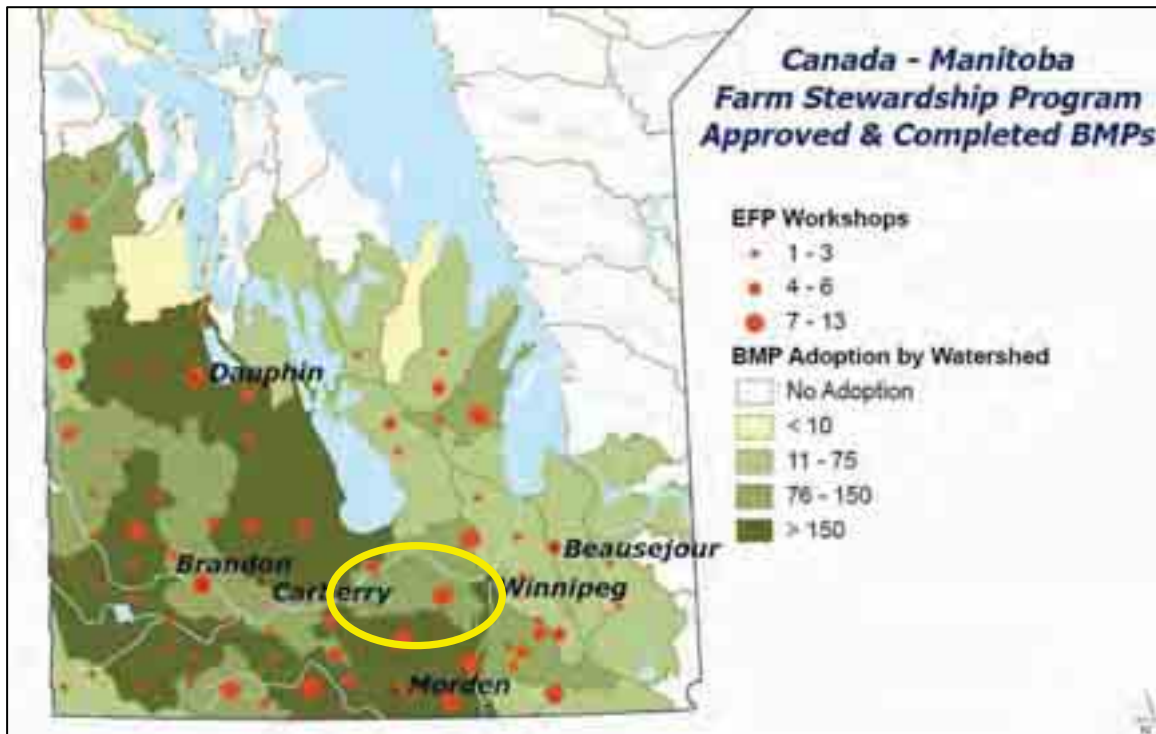 Canada - Manitoba
Farm Stewardship Program
Approved & Completed BMPs
EFP Workshops
1 - 3
4 - 6
7 - 13
BMP Adoption by Watershed
No Adoption
< 10
11 - 75
76 - 150
> 150
Dauphin
Beausejour
Brandon
Carberry
Winnipeg
Morden
N